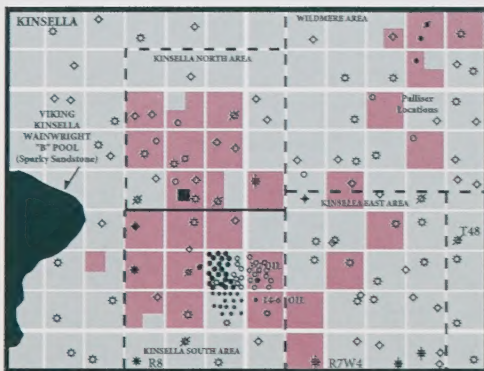 KINSELLA
WILDMERE AREA
KINSELLA NORTH AREA
Palliser
Locations
VIKING
KINSELLA
WAINWRIGHT
"B" POOL
(Sparky Sandstone)
KINSELLA EAST AREA
T48
OIL
14-6 OIL
KINSELLA SOUTH AREA
R8
R7W4